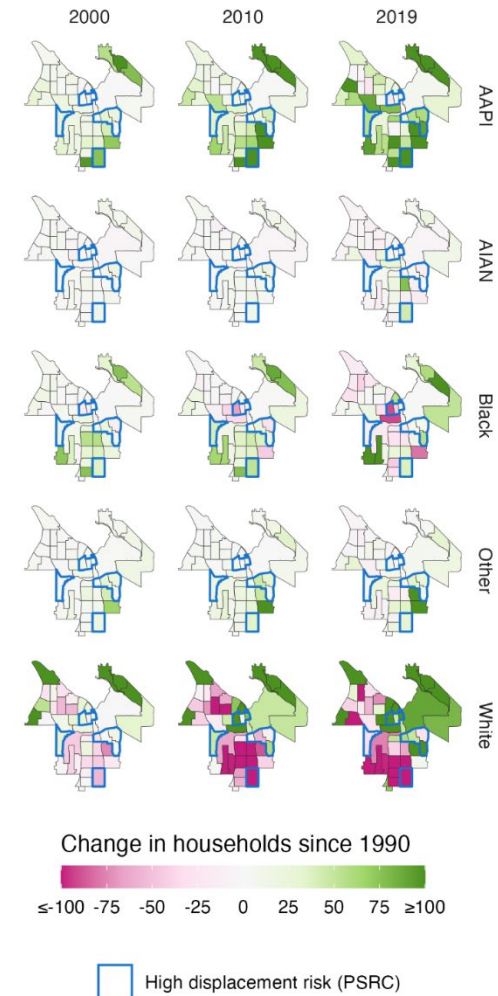 2000 2010 2019
AAPI
AIAN
Black
Other
White
Change in households since 1990
≤-100 -75 -50 -25 0 25 50 75 ≥100
High displacement risk (PSRC)